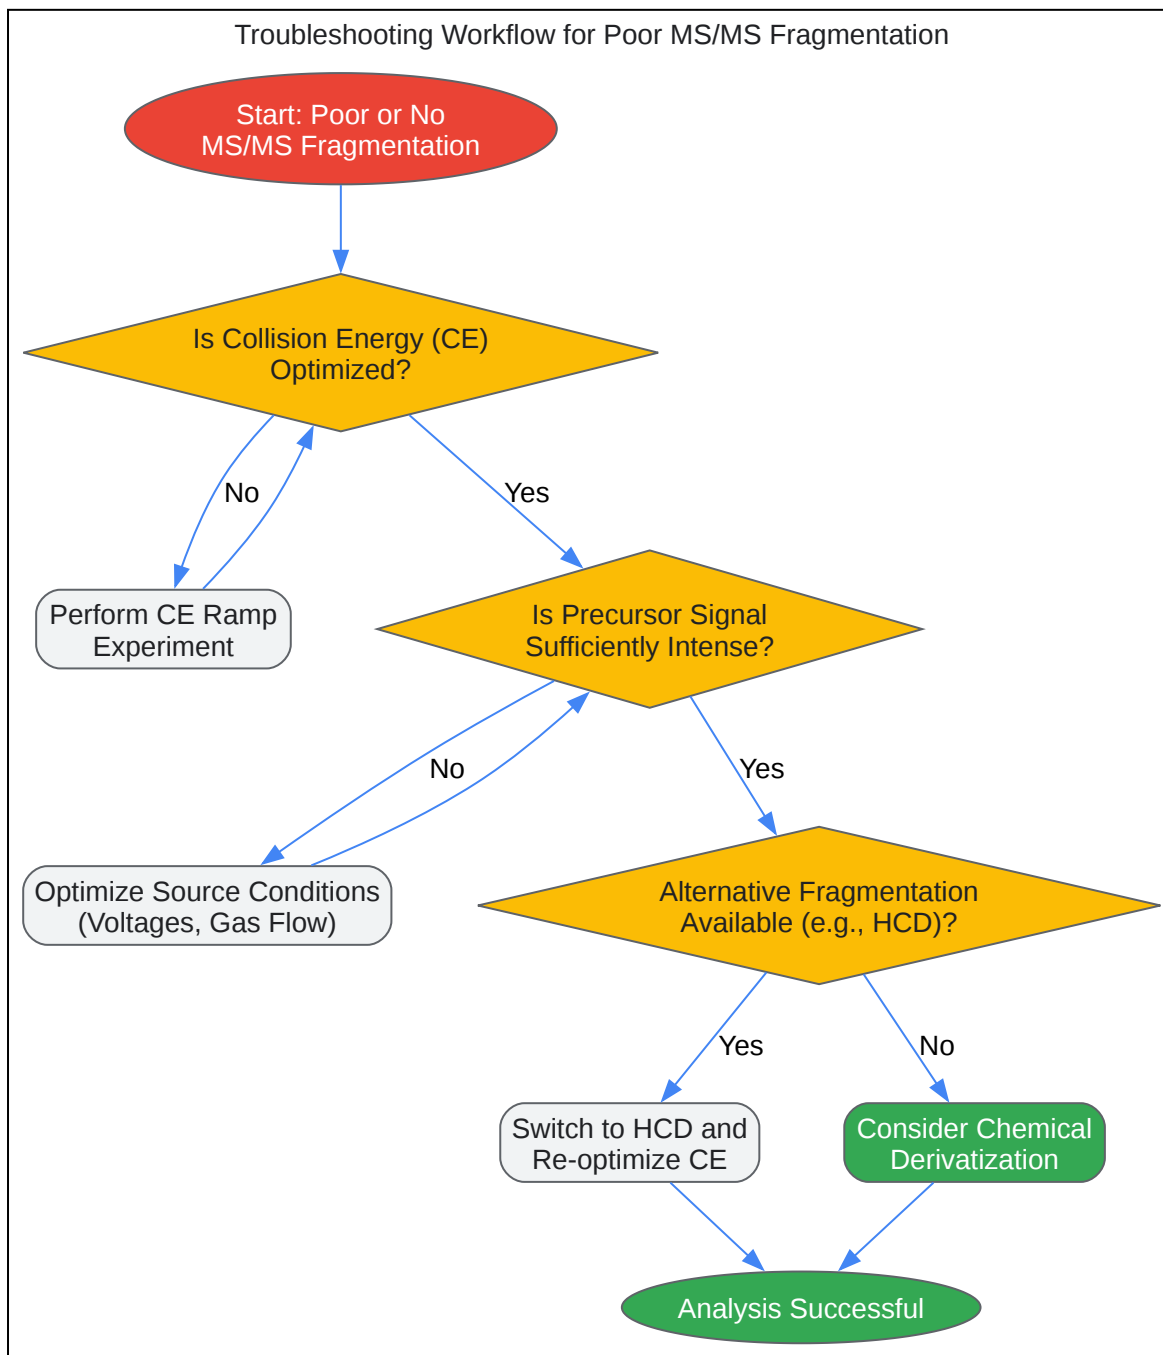 Troubleshooting Workflow for Poor MS/MS Fragmentation
Start: Poor or No
MS/MS Fragmentation
Is Collision Energy (CE)
Optimized?
No
Yes
Perform CE Ramp
Experiment
Is Precursor Signal
Sufficiently Intense?
No
Yes
Optimize Source Conditions
(Voltages, Gas Flow)
Alternative Fragmentation
Available (e.g., HCD)?
Yes
No
Switch to HCD and
Re-optimize CE
Consider Chemical
Derivatization
Analysis Successful